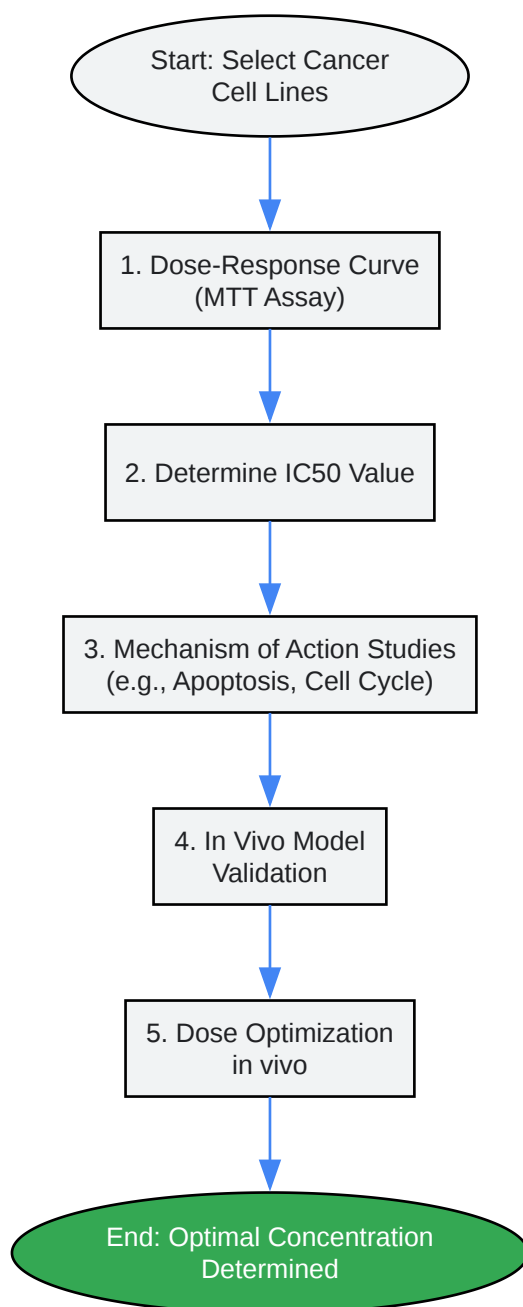 Start: Select Cancer
Cell Lines
1. Dose-Response Curve
(MTT Assay)
2. Determine IC50 Value
3. Mechanism of Action Studies
(e.g., Apoptosis, Cell Cycle)
4. In Vivo Model
Validation
5. Dose Optimization
in vivo
End: Optimal Concentration
Determined